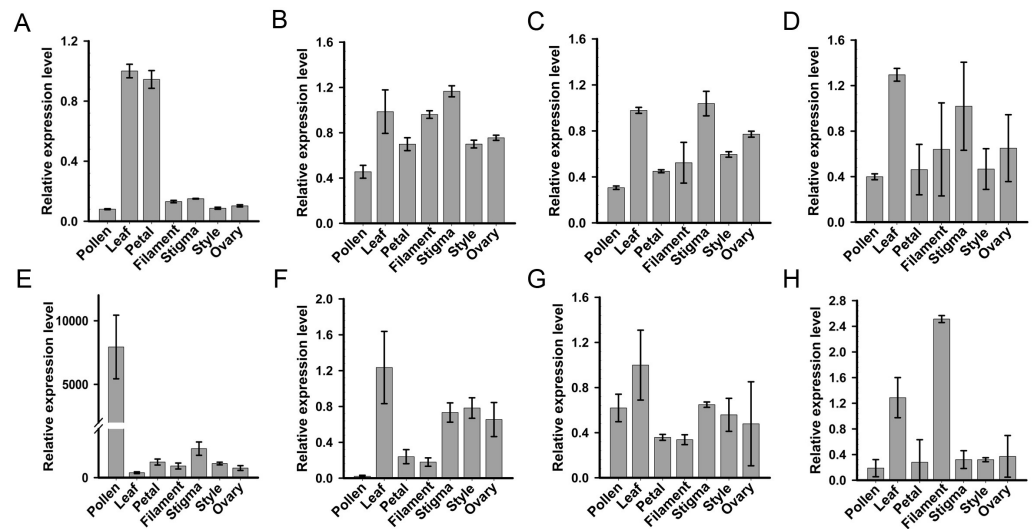 A
Relative expression level
1.2
0.8
0.4
0.0
Pollen
Leaf
Petal
Filament
Stigma
Style
Ovary
B
Relative expression level
1.6
1.2
0.8
0.4
0.0
Pollen
Leaf
Petal
Filament
Stigma
Style
Ovary
C
Relative expression level
1.6
1.2
0.8
0.4
0.0
Pollen
Leaf
Petal
Filament
Stigma
Style
Ovary
D
Relative expression level
1.6
1.2
0.8
0.4
0.0
Pollen
Leaf
Petal
Filament
Stigma
Style
Ovary
E
Relative expression level
10000
5000
0
Pollen
Leaf
Petal
Filament
Stigma
Style
Ovary
F
Relative expression level
2.0
1.6
1.2
0.8
0.4
0.0
Pollen
Leaf
Petal
Filament
Stigma
Style
Ovary
G
Relative expression level
1.6
1.2
0.8
0.4
0.0
Pollen
Leaf
Petal
Filament
Stigma
Style
Ovary
H
Relative expression level
2.8
2.4
2.0
1.6
1.2
0.4
0.4
0.0
Pollen
Leaf
Petal
Filament
Stigma
Style
Ovary